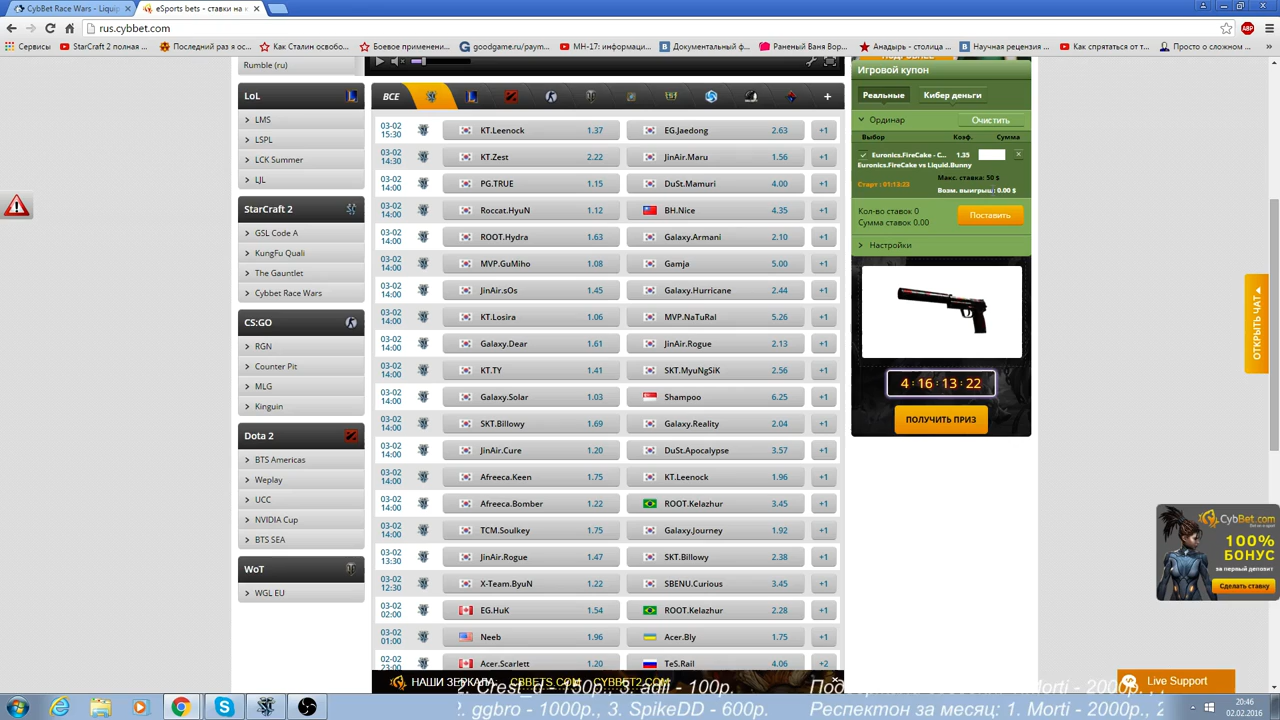 CybBet Race Wars - Liquip
eSports bets - ставки на к
rus.cybbet.com
Сервисы
StarCraft 2 полная
Последний раз я ос
Как Сталин освобо
Боевое применени
goodgame.ru/paym
МН-17: информаци
Документальный ф
Раненый Ваня Вор
Анадырь - столица
Научная рецензия
Как спрятаться от т
Просто о сложном
Rumble (ru)
LoL
LMS
LSPL
LCK Summer
LJL
StarCraft 2
GSL Code A
KungFu Quali
The Gauntlet
Cybbet Race Wars
CS:GO
RGN
Counter Pit
MLG
Kinguin
Dota 2
BTS Americas
Weplay
UCC
NVIDIA Cup
BTS SEA
WoT
WGL EU
ВСЕ +
03-02 15:30 KT.Leenock 1.37 EG.Jaedong 2.63 +1
03-02 14:30 KT.Zest 2.22 JinAir.Maru 1.56 +1
03-02 14:00 PG.TRUE 1.15 DuSt.Mamuri 4.00 +1
03-02 14:00 Roccat.HyuN 1.12 BH.Nice 4.35 +1
03-02 14:00 ROOT.Hydra 1.63 Galaxy.Armani 2.10 +1
03-02 14:00 MVP.GuMiho 1.08 Gamja 5.00 +1
03-02 14:00 JinAir.sOs 1.45 Galaxy.Hurricane 2.44 +1
03-02 14:00 KT.Losira 1.06 MVP.NaTuRal 5.26 +1
03-02 14:00 Galaxy.Dear 1.61 JinAir.Rogue 2.13 +1
03-02 14:00 KT.TY 1.41 SKT.MyuNgSiK 2.56 +1
03-02 14:00 Galaxy.Solar 1.03 Shampoo 6.25 +1
03-02 14:00 SKT.Billowy 1.69 Galaxy.Reality 2.04 +1
03-02 14:00 JinAir.Cure 1.20 DuSt.Apocalypse 3.57 +1
03-02 14:00 Afreeca.Keen 1.75 KT.Leenock 1.96 +1
03-02 14:00 Afreeca.Bomber 1.22 ROOT.Kelazhur 3.45 +1
03-02 14:00 TCM.Soulkey 1.75 Galaxy.Journey 1.92 +1
03-02 13:30 JinAir.Rogue 1.47 SKT.Billowy 2.38 +1
03-02 12:30 X-Team.ByuN 1.22 SBENU.Curious 3.45 +1
03-02 02:00 EG.HuK 1.54 ROOT.Kelazhur 2.28 +1
03-02 01:00 Neeb 1.96 Acer.Bly 1.75 +1
02-02 23:00 Acer.Scarlett 1.20 TeS.Rail 4.06 +2
НАШИ ЗЕРКАЛА: CBBETS.COM CYBBET2.COM
ПОДРОБНЕЕ
Игровой купон
Реальные Кибер деньги
Ординар Очистить
Выбор Коэф. Сумма
Euronics.FireCake - C... 1.35
Euronics.FireCake vs Liquid.Bunny
Макс. ставка: 50 $
Старт : 01:13:23
Возм. выигрыш: 0.00 $
Кол-во ставок 0
Сумма ставок 0.00
Поставить
Настройки
4 : 16 : 13 : 22
ПОЛУЧИТЬ ПРИЗ
ОТКРЫТЬ ЧАТ
CybBet.com
100%
БОНУС
за первый депозит
Сделать ставку
Live Support
2. Crest_d - 150р., 3. adii - 100р.
1. Morti - 2000р., 2
. ggbro - 1000р., 3. SpikeDD - 600р.
Респектон за месяц: 1. Morti - 2000р., 2
20:46
02.02.2016